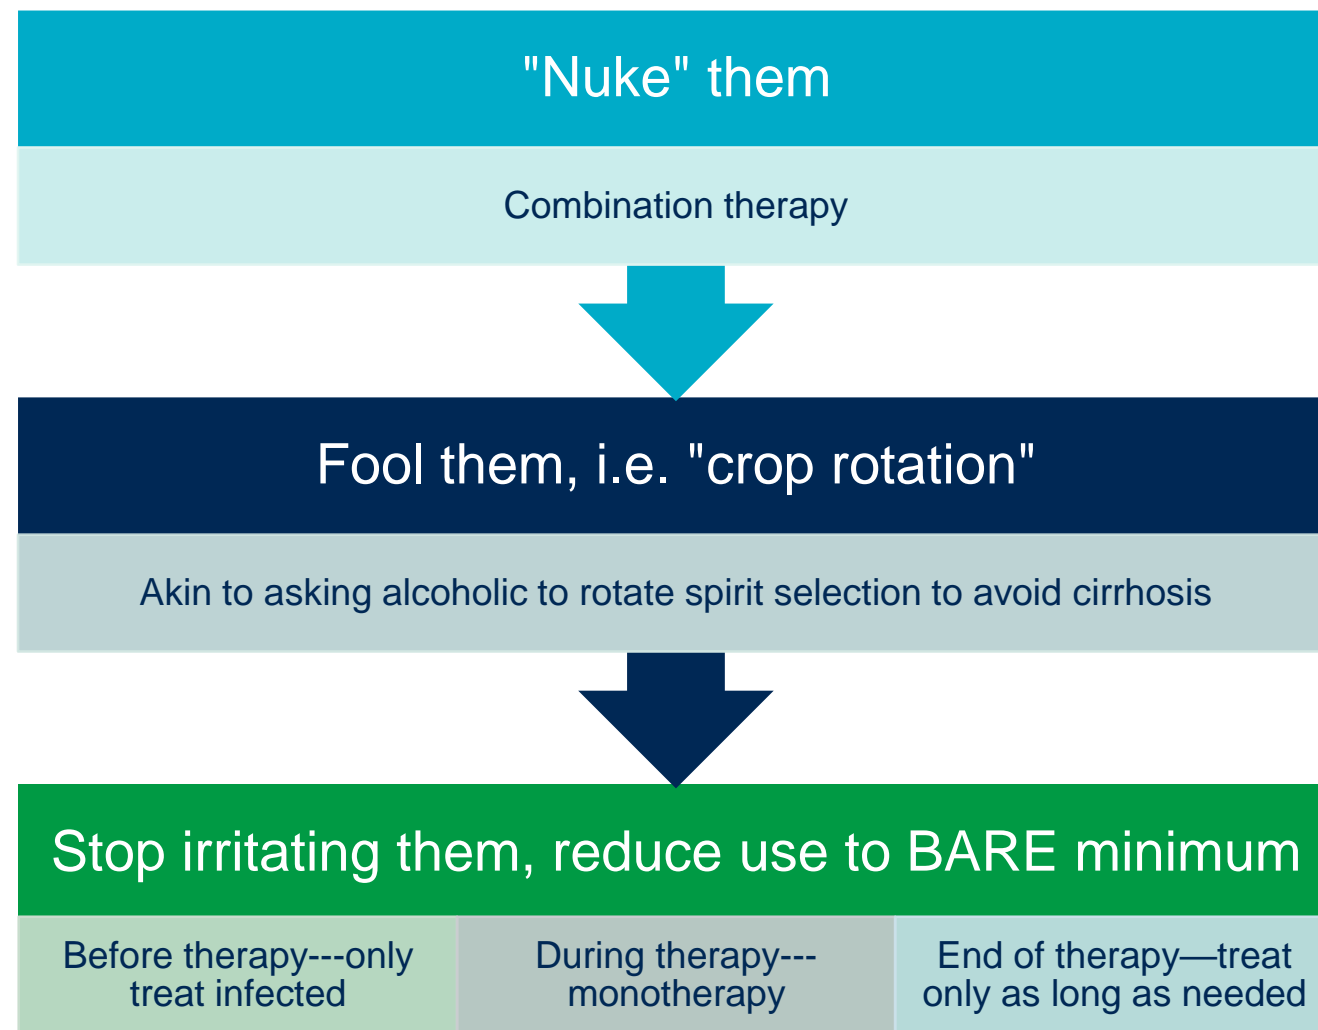 "Nuke" them
Combination therapy
Fool them, i.e. "crop rotation"
Akin to asking alcoholic to rotate spirit selection to avoid cirrhosis
Stop irritating them, reduce use to BARE minimum
Before therapy---only
treat infected
During therapy---
monotherapy
End of therapy—treat
only as long as needed